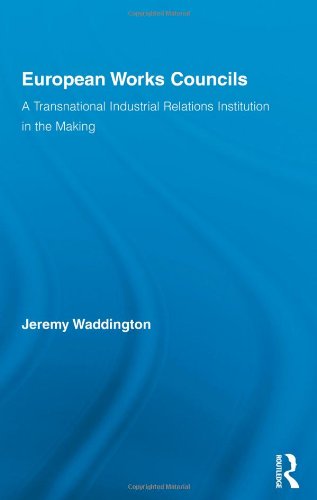 European Works Councils
A Transnational Industrial Relations Institution
in the Making
Jeremy Waddington
ROUTLEDGE